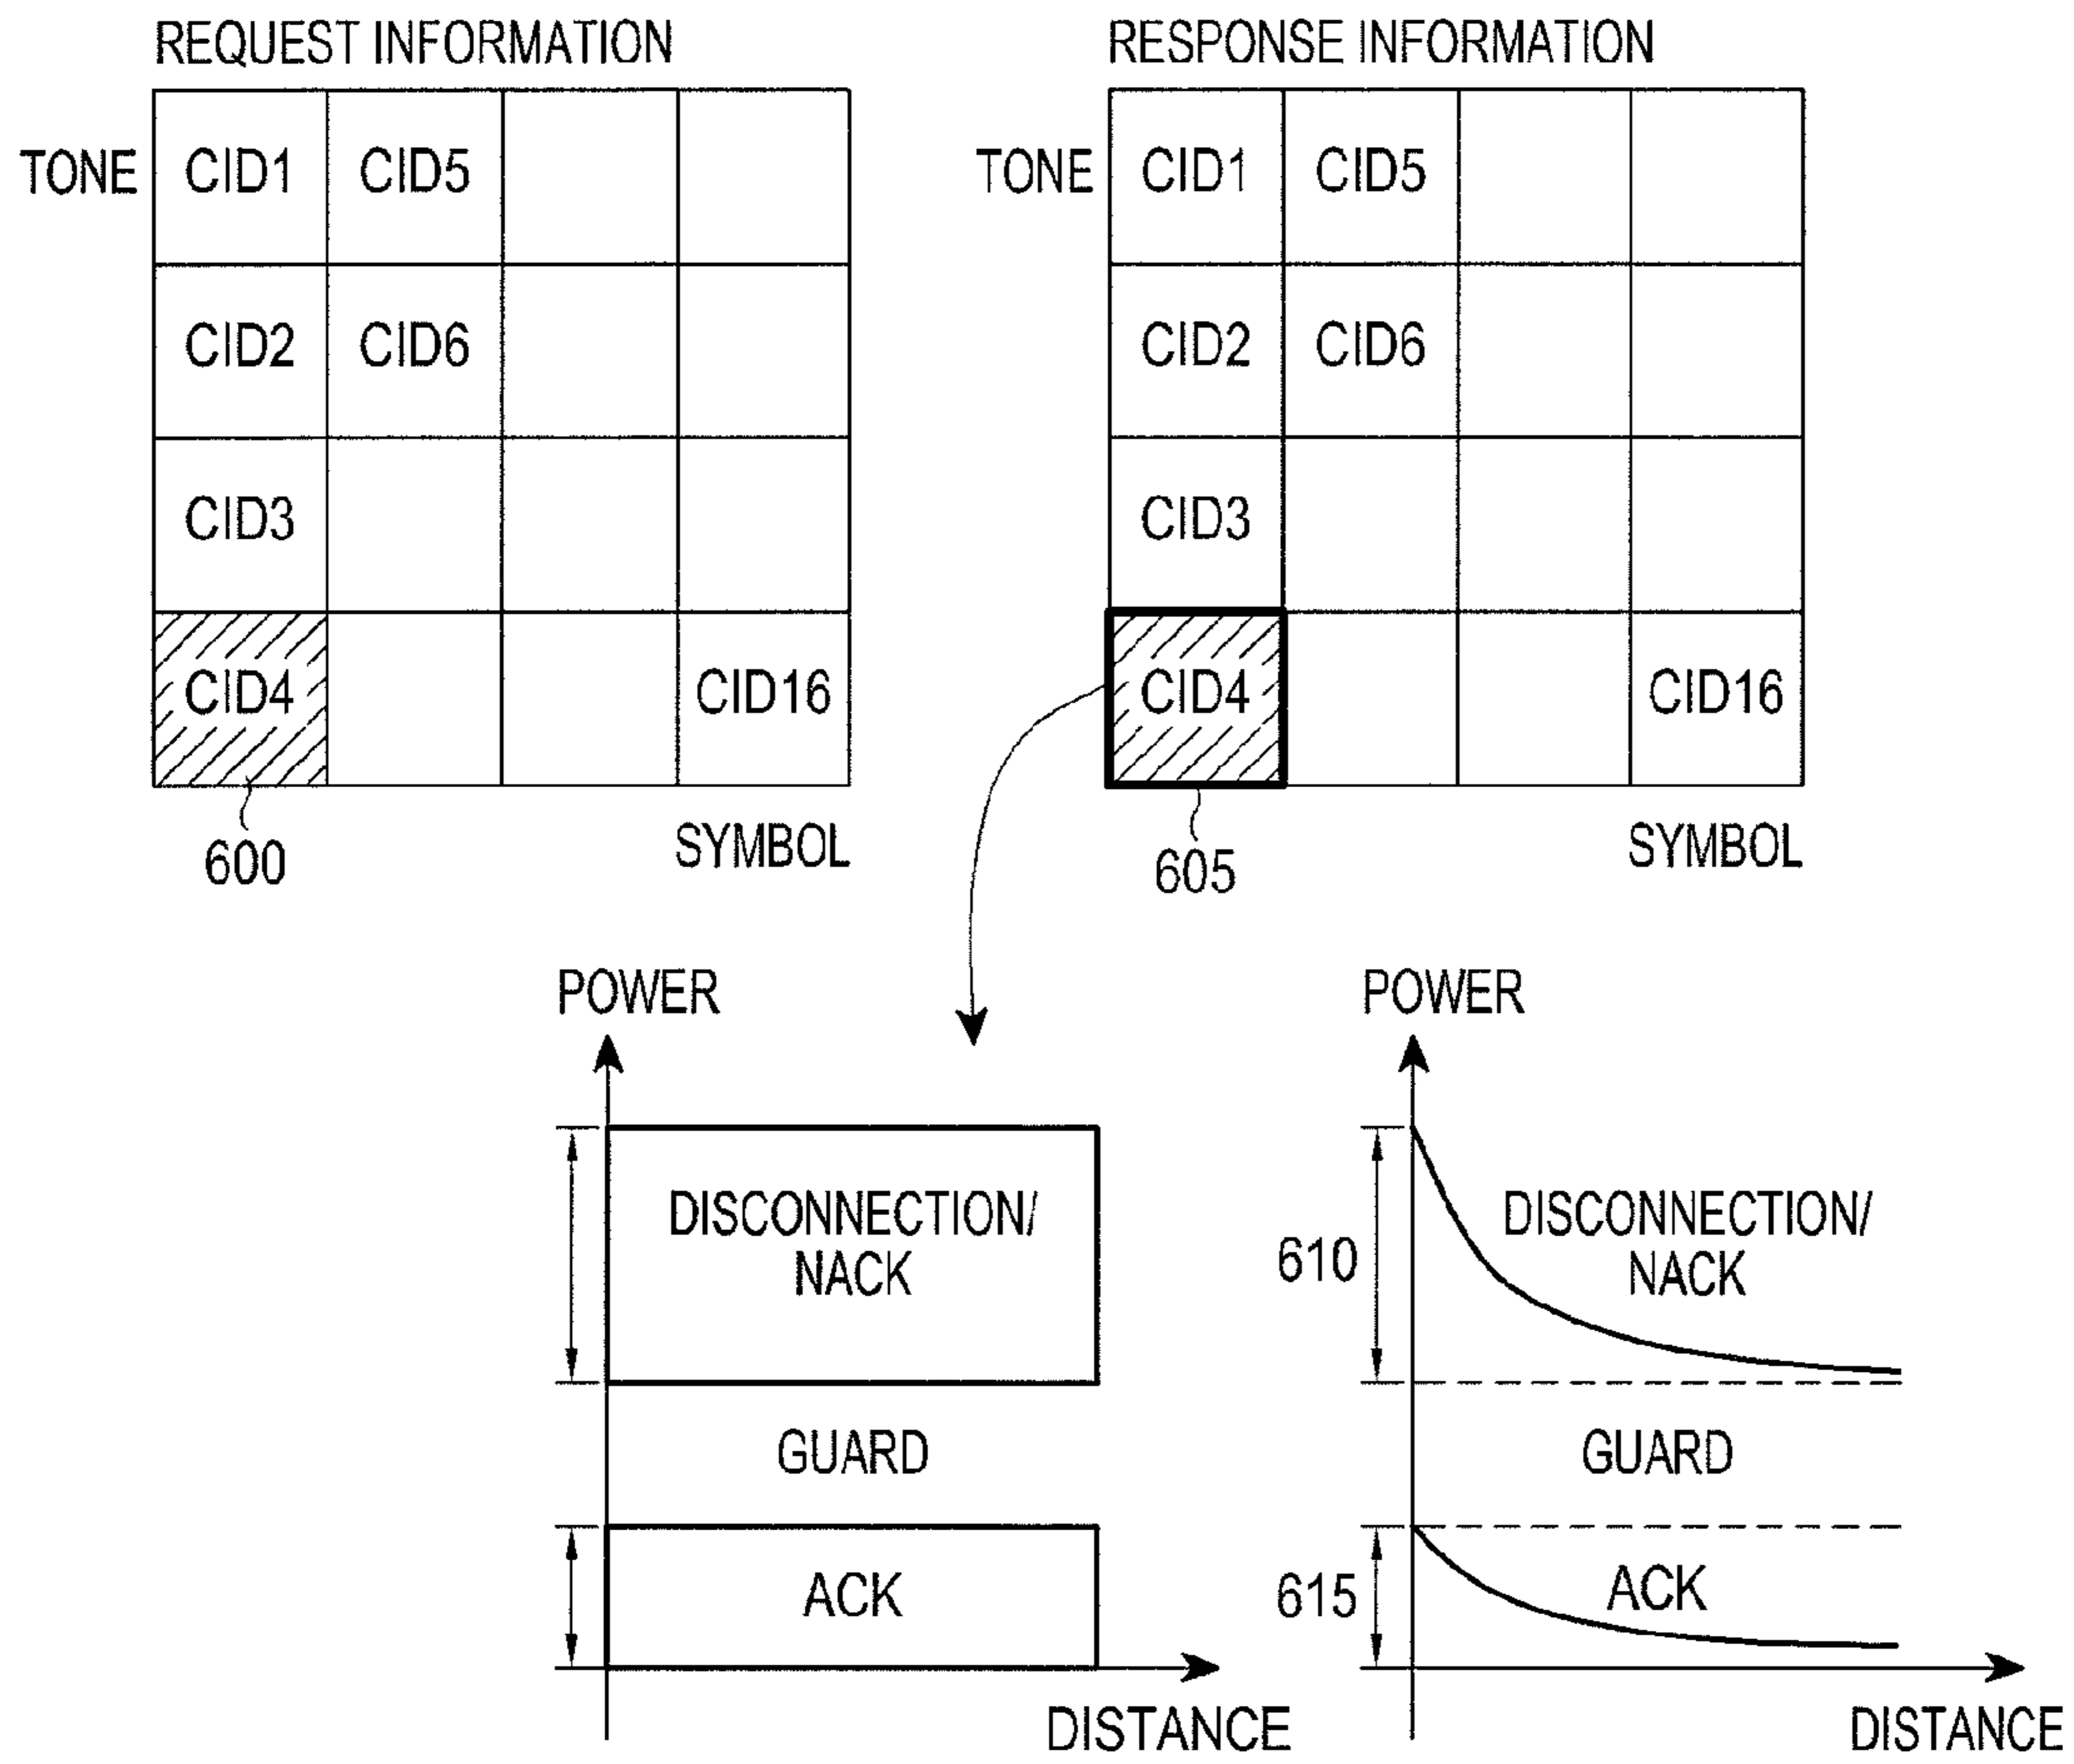 REQUEST INFORMATION
RESPONSE INFORMATION
TONE CID1 CID5
TONE CID1 CID5
CID2 CID6
CID2 CID6
CID3
CID3
CID4 CID16
CID4 CID16
600
SYMBOL
605
SYMBOL
POWER
POWER
DISCONNECTION/
NACK
610
DISCONNECTION/
NACK
GUARD
GUARD
ACK
615
ACK
DISTANCE
DISTANCE